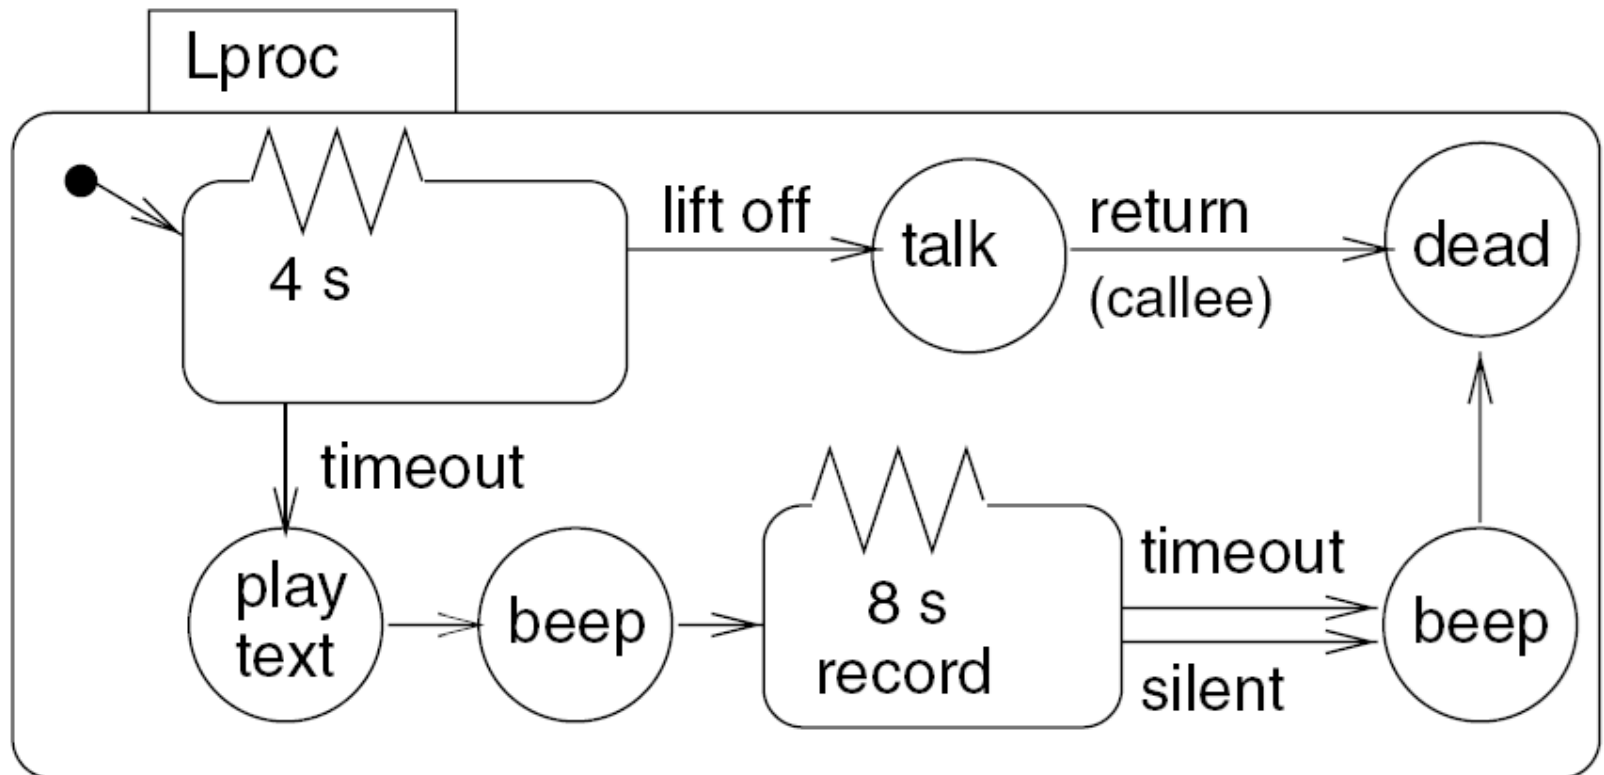 Lproc
4 s
lift off
talk
return
(callee)
dead
timeout
play
text
beep
8 s
record
timeout
silent
beep